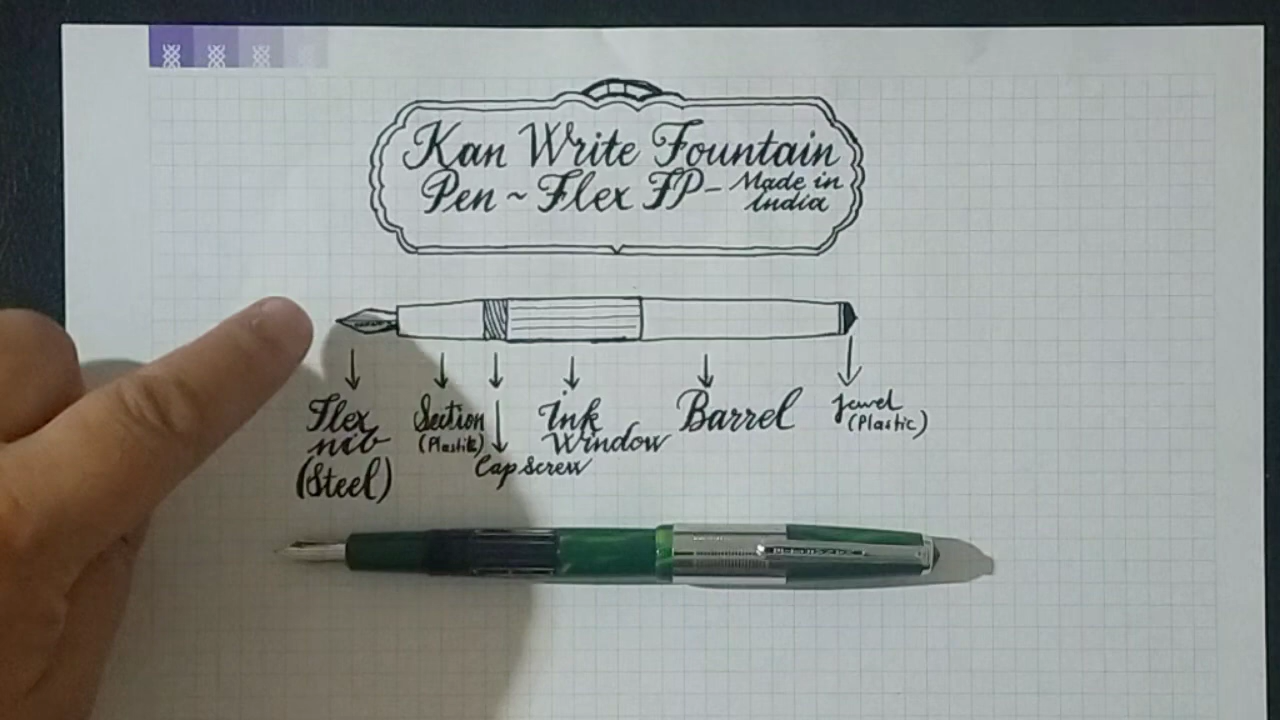 Kan Write Fountain
Pen ~ Flex FP - Made in
India
Flex
nib
(Steel)
Section
(Plastic)
Cap Screw
Ink
Window
Barrel
Jewel
(Plastic)